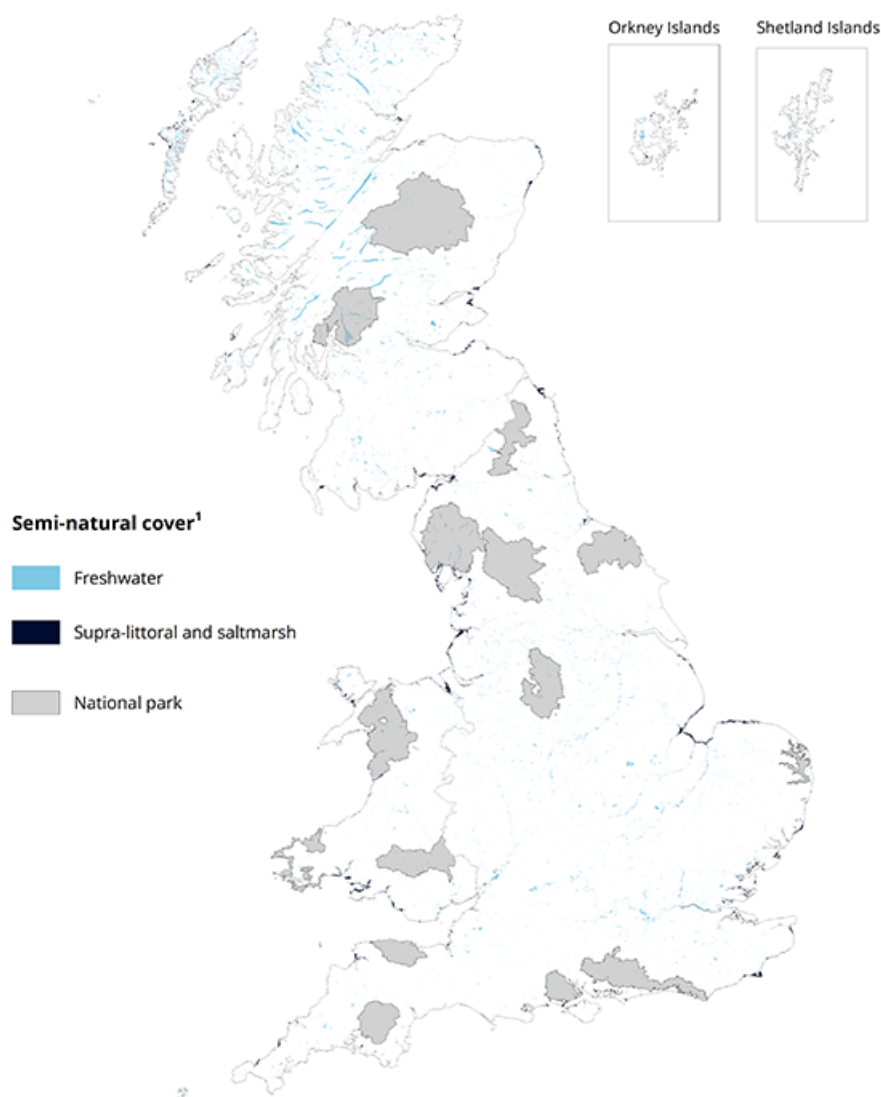 Orkney Islands
Shetland Islands
Semi-natural cover¹
Freshwater
Supra-littoral and saltmarsh
National park